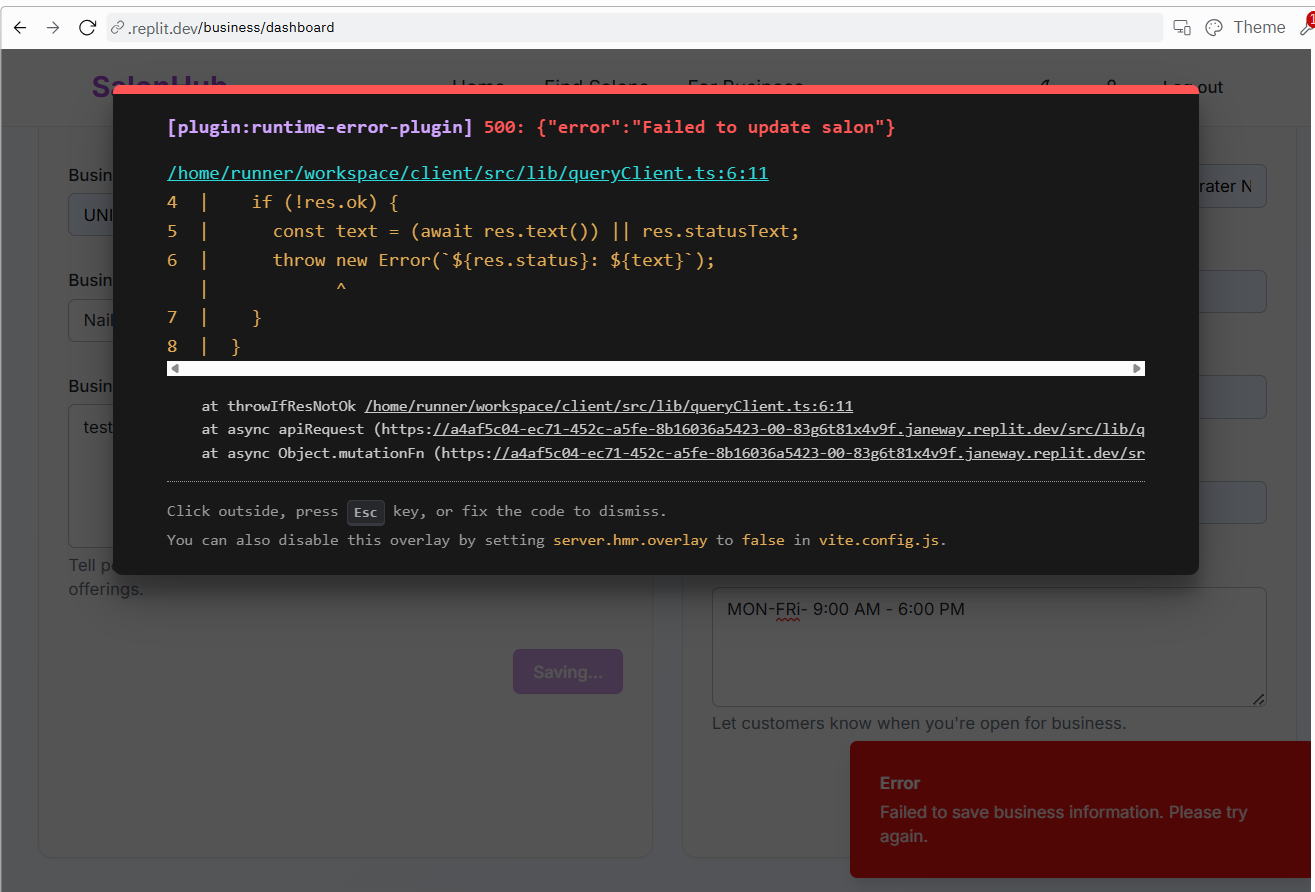 .replit.dev/business/dashboard
Theme
1
SalonHub Home Find Salons For Business Log out
[plugin:runtime-error-plugin] 500: {"error":"Failed to update salon"}
/home/runner/workspace/client/src/lib/queryClient.ts:6:11
4 | if (!res.ok) {
5 | const text = (await res.text()) || res.statusText;
6 | throw new Error(`${res.status}: ${text}`);
| ^
7 | }
8 | }
at throwIfResNotOk /home/runner/workspace/client/src/lib/queryClient.ts:6:11
at async apiRequest (https://a4af5c04-ec71-452c-a5fe-8b16036a5423-00-83g6t81x4v9f.janeway.replit.dev/src/lib/q
at async Object.mutationFn (https://a4af5c04-ec71-452c-a5fe-8b16036a5423-00-83g6t81x4v9f.janeway.replit.dev/sr
Click outside, press Esc key, or fix the code to dismiss.
You can also disable this overlay by setting server.hmr.overlay to false in vite.config.js.
Busin
UNI
rater N
Busin
Nail
Busin
test
Tell p
offerings.
Saving...
MON-FRi- 9:00 AM - 6:00 PM
Let customers know when you're open for business.
Error
Failed to save business information. Please try
again.